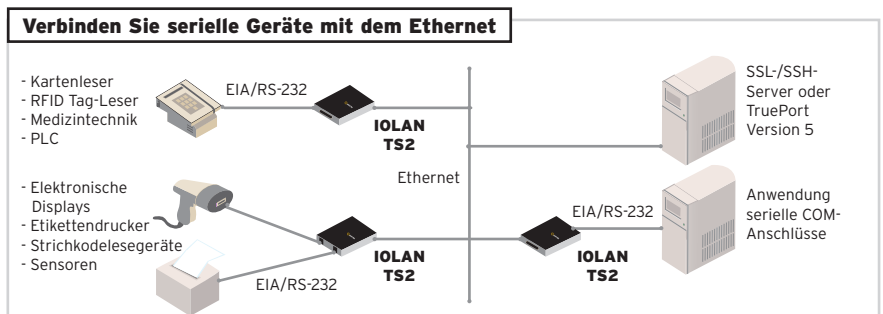 Verbinden Sie serielle Geräte mit dem Ethernet
- Kartenleser
- RFID Tag-Leser
- Medizintechnik
- PLC
EIA/RS-232
IOLAN
TS2
SSL-/SSH-
Server oder
TruePort
Version 5
Ethernet
- Elektronische
Displays
- Etikettendrucker
- Strichkodelesegeräte
- Sensoren
EIA/RS-232
IOLAN
TS2
EIA/RS-232
IOLAN
TS2
Anwendung
serielle COM-
Anschlüsse